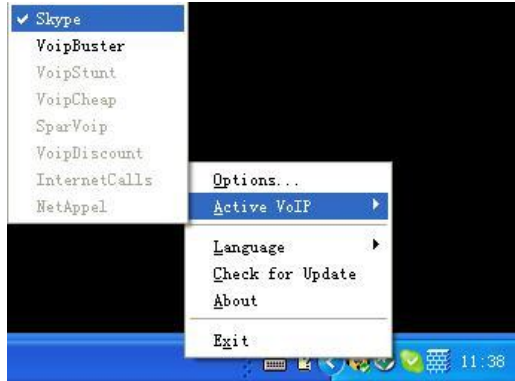 Skype
VoipBuster
VoipStunt
VoipCheap
SparVoip
VoipDiscount
InternetCalls
NetAppel
Options...
Active VoIP
Language
Check for Update
About
Exit
11:38